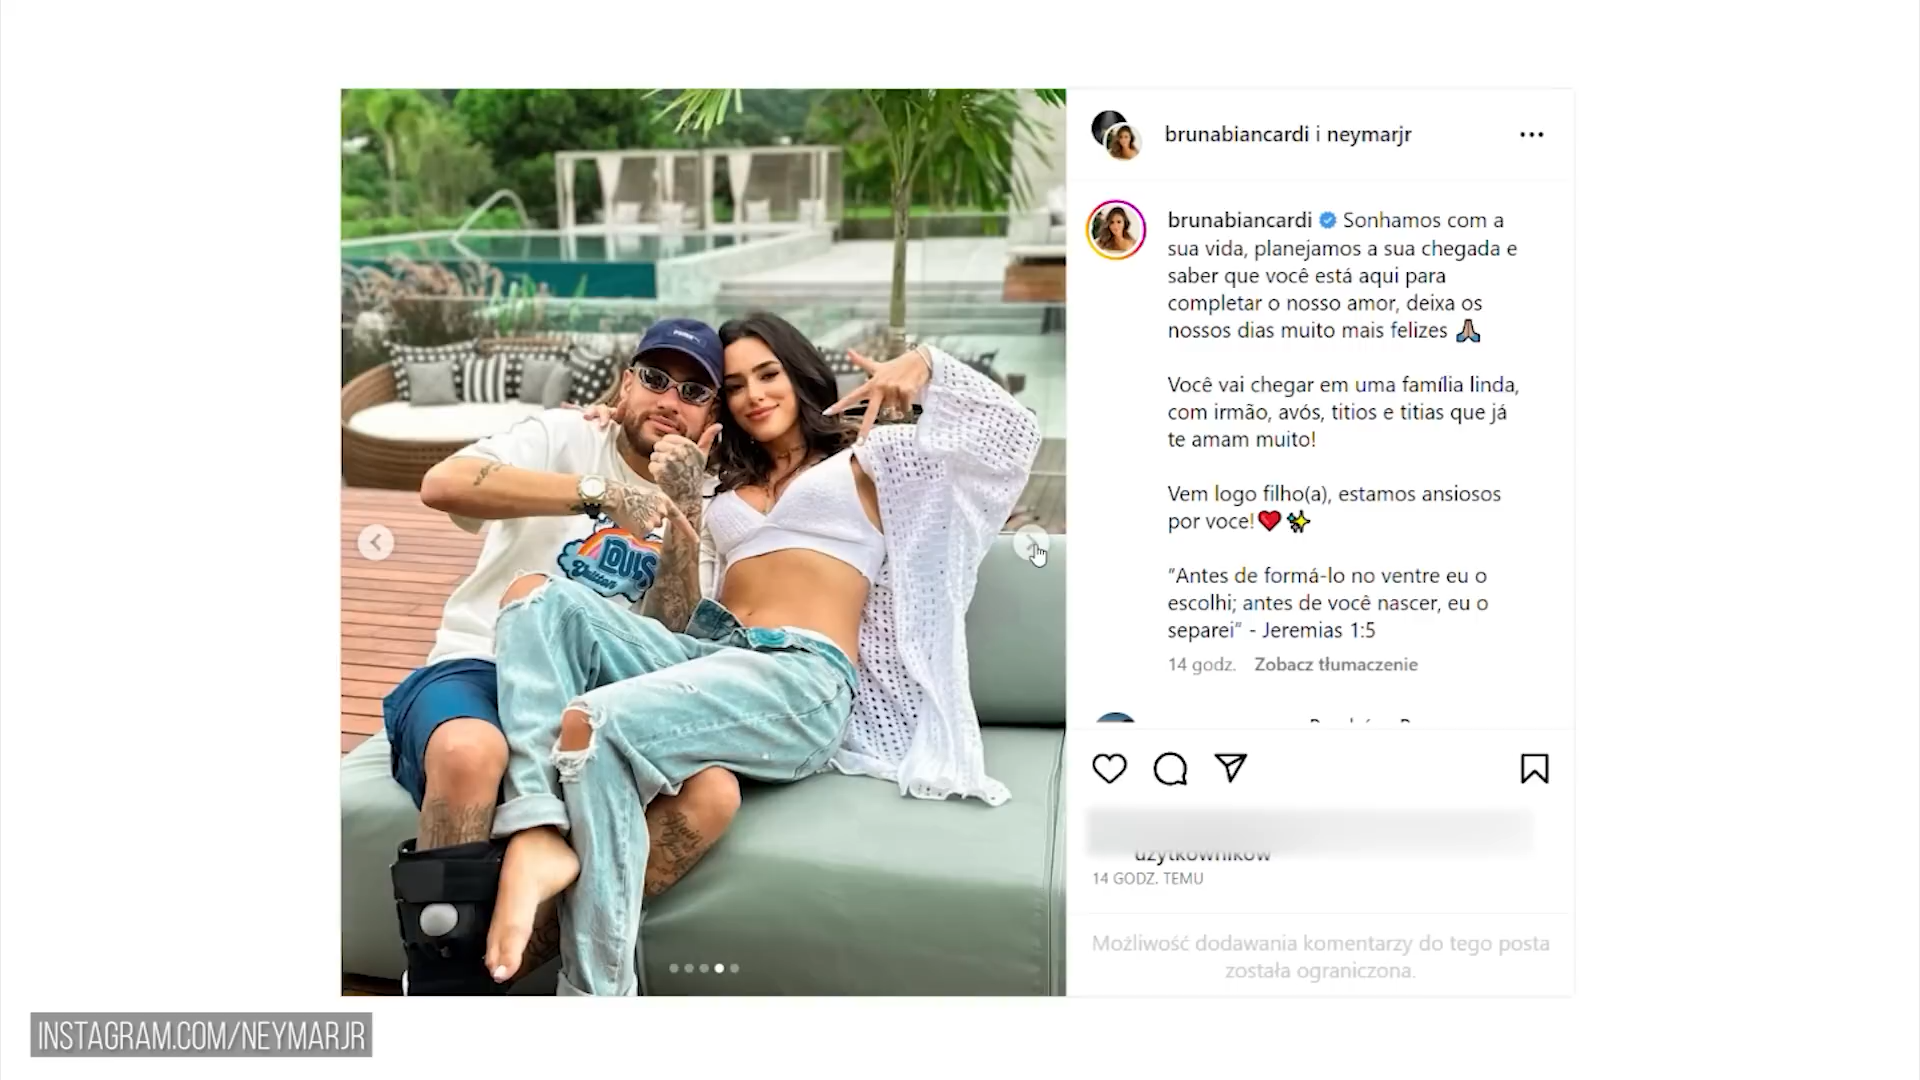 brunabiancardi i neymarjr
brunabiancardi Sonhamos com a
sua vida, planejamos a sua chegada e
saber que você está aqui para
completar o nosso amor, deixa os
nossos dias muito mais felizes 🙏🏽
Você vai chegar em uma família linda,
com irmão, avós, titios e titias que já
te amam muito!
Vem logo filho(a), estamos ansiosos
por voce!❤️✨
"Antes de formá-lo no ventre eu o
escolhi; antes de você nascer, eu o
separei" - Jeremias 1:5
14 godz. Zobacz tłumaczenie
użytkowników
14 GODZ. TEMU
Możliwość dodawania komentarzy do tego posta
została ograniczona.
LOUIS
Vuitton
INSTAGRAM.COM/NEYMARJR